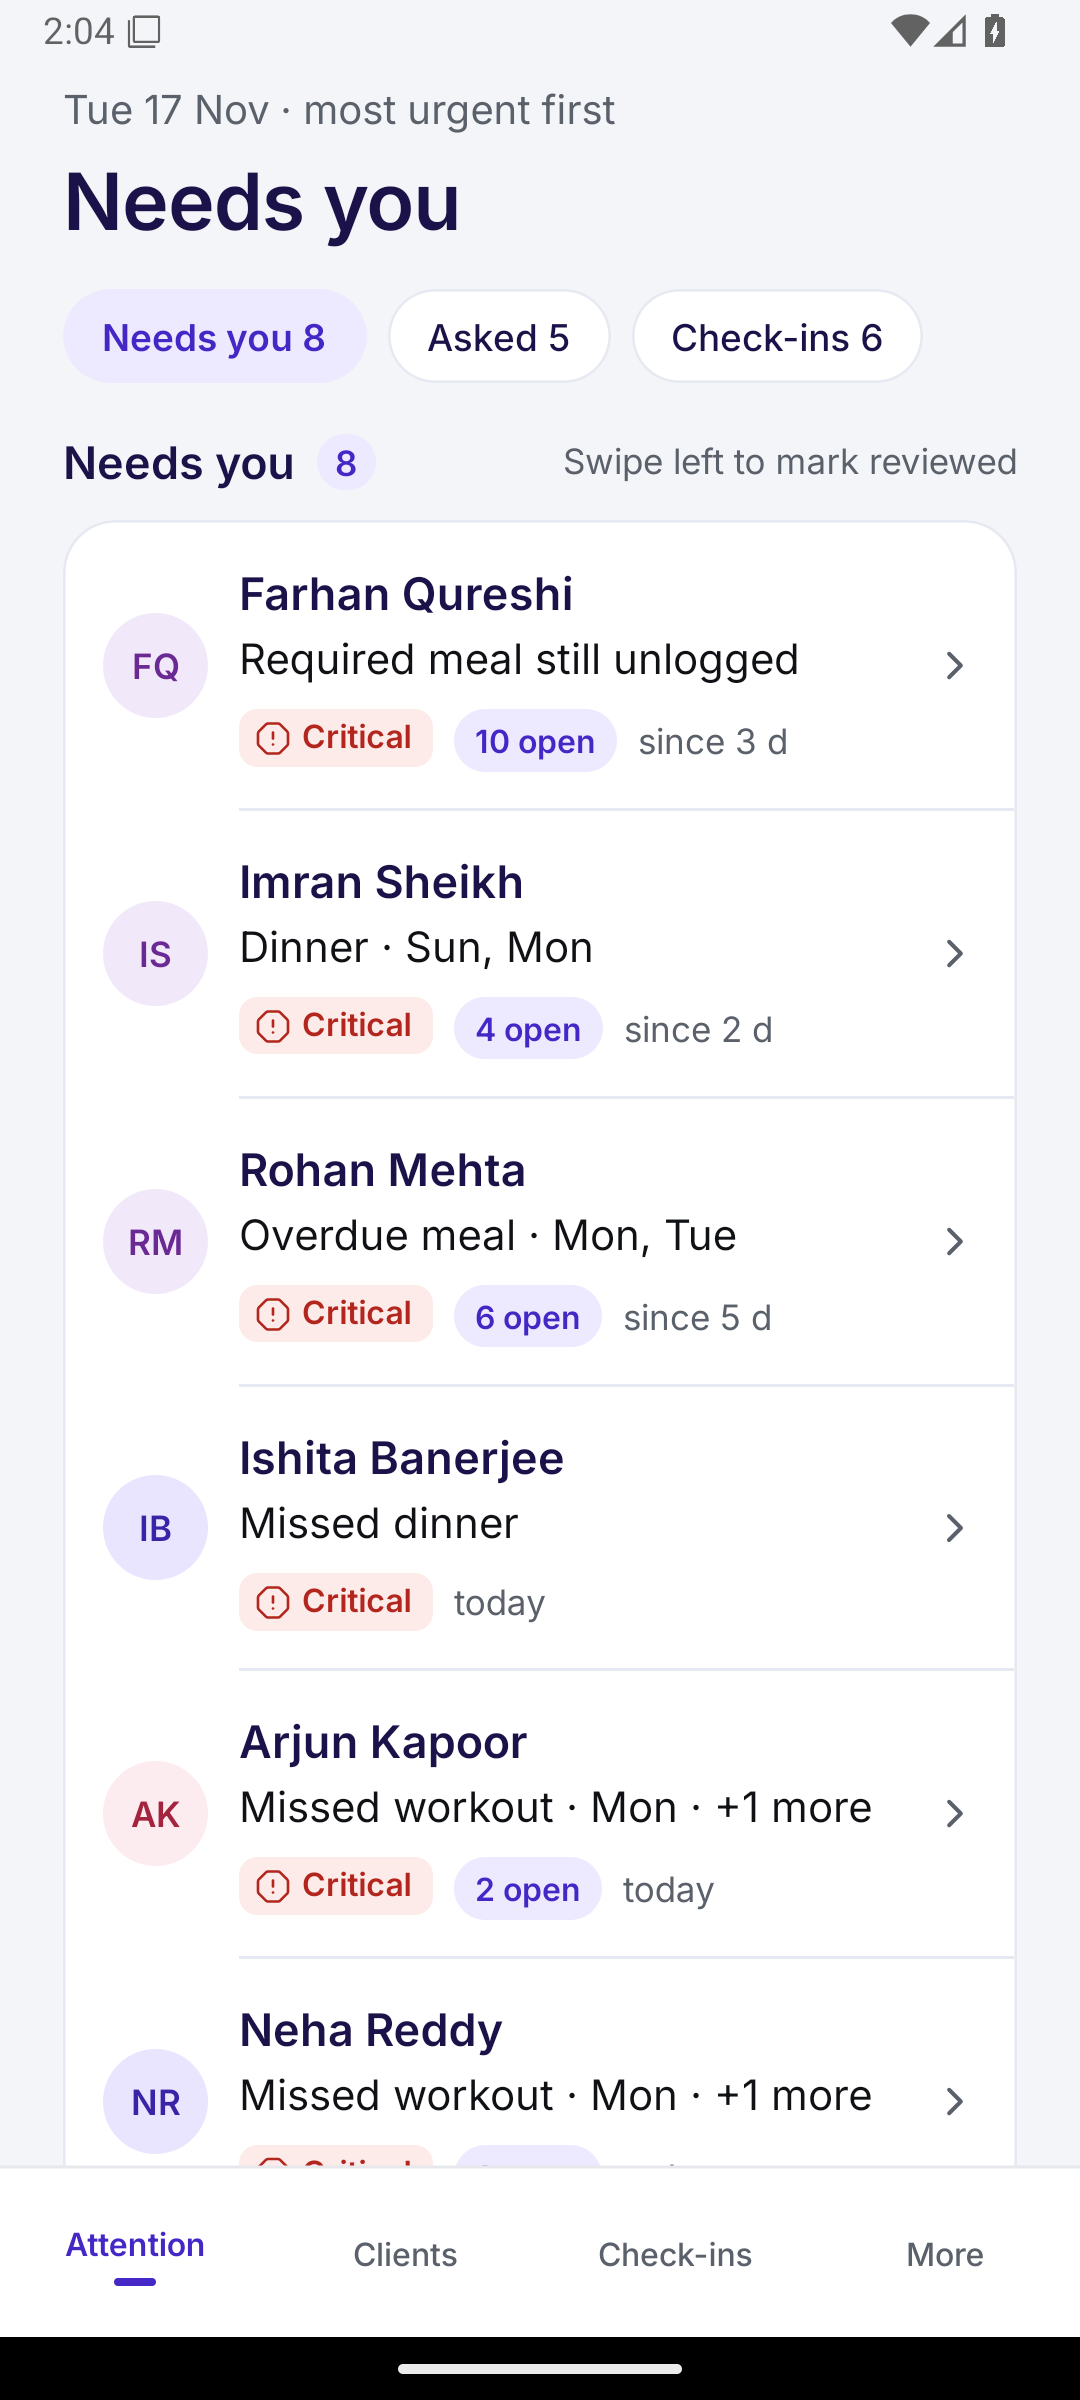 2:04
Tue 17 Nov · most urgent first
Needs you
Needs you 8
Asked 5
Check-ins 6
Needs you 8
Swipe left to mark reviewed
FQ
Farhan Qureshi
Required meal still unlogged
Critical 10 open since 3 d
IS
Imran Sheikh
Dinner · Sun, Mon
Critical 4 open since 2 d
RM
Rohan Mehta
Overdue meal · Mon, Tue
Critical 6 open since 5 d
IB
Ishita Banerjee
Missed dinner
Critical today
AK
Arjun Kapoor
Missed workout · Mon · +1 more
Critical 2 open today
NR
Neha Reddy
Missed workout · Mon · +1 more
Attention
Clients
Check-ins
More